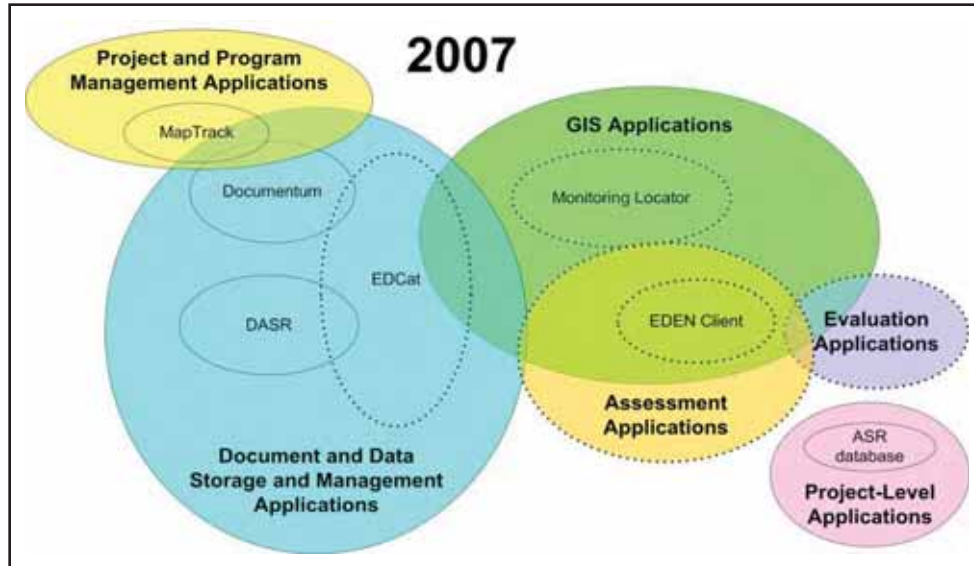 2007
Project and Program
Management Applications
MapTrack
Documentum
EDCat
DASR
Document and Data
Storage and Management
Applications
GIS Applications
Monitoring Locator
EDEN Client
Assessment
Applications
Evaluation
Applications
ASR
database
Project-Level
Applications